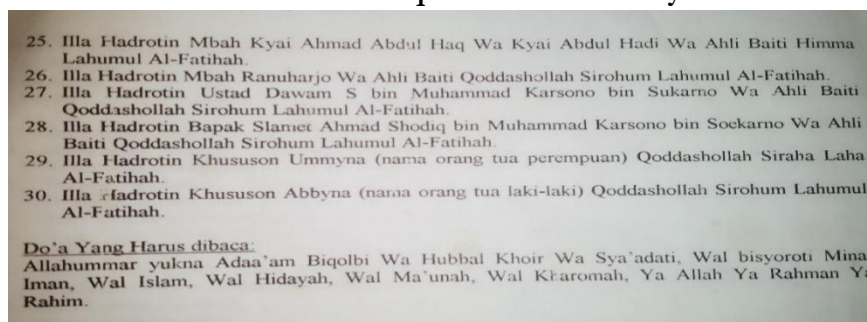 25. Illa Hadrotin Mbah Kyai Ahmad Abdul Haq Wa Kyai Abdul Hadi Wa Ahli Baiti Himma
Lahumul Al-Fatihah.
26. Illa Hadrotin Mbah Ranuharjo Wa Ahli Baiti Qoddashollah Sirohum Lahumul Al-Fatihah.
27. Illa Hadrotin Ustad Dawam S bin Muhammad Karsono bin Sukarno Wa Ahli Baiti
Qoddashollah Sirohum Lahumul Al-Fatihah.
28. Illa Hadrotin Bapak Slamet Ahmad Shodiq bin Muhammad Karsono bin Soekarno Wa Ahli
Baiti Qoddashollah Sirohum Lahumul Al-Fatihah.
29. Illa Hadrotin Khususon Ummyna (nama orang tua perempuan) Qoddashollah Siraha Laha
Al-Fatihah.
30. Illa Hadrotin Khususon Abbyna (nama orang tua laki-laki) Qoddashollah Sirohum Lahumul
Al-Fatihah.
Do'a Yang Harus dibaca:
Allahummar yukna Adaa'am Biqolbi Wa Hubbal Khoir Wa Sya'adati, Wal bisyoroti Mina
Iman, Wal Islam, Wal Hidayah, Wal Ma'unah, Wal Kharomah, Ya Allah Ya Rahman Ya
Rahim.